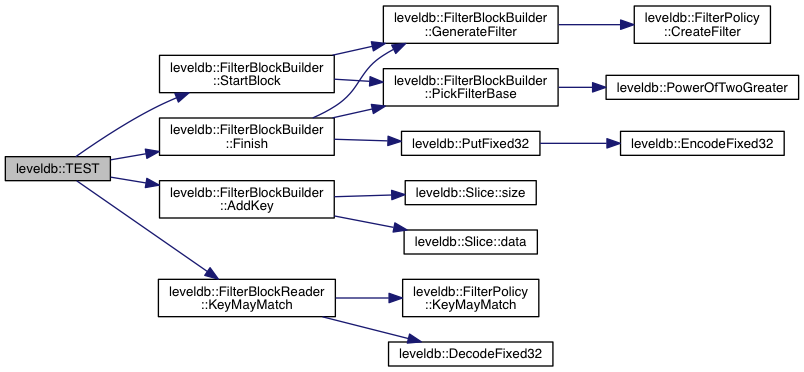 leveldb::TEST
leveldb::FilterBlockBuilder
::StartBlock
leveldb::FilterBlockBuilder
::GenerateFilter
leveldb::FilterPolicy
::CreateFilter
leveldb::FilterBlockBuilder
::PickFilterBase
leveldb::PowerOfTwoGreater
leveldb::FilterBlockBuilder
::Finish
leveldb::PutFixed32
leveldb::EncodeFixed32
leveldb::FilterBlockBuilder
::AddKey
leveldb::Slice::size
leveldb::Slice::data
leveldb::FilterBlockReader
::KeyMayMatch
leveldb::FilterPolicy
::KeyMayMatch
leveldb::DecodeFixed32